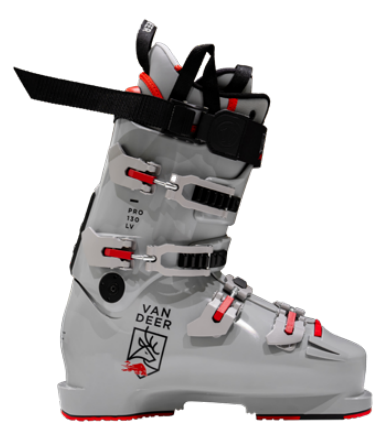 PRO
130
LV
VAN
DEER